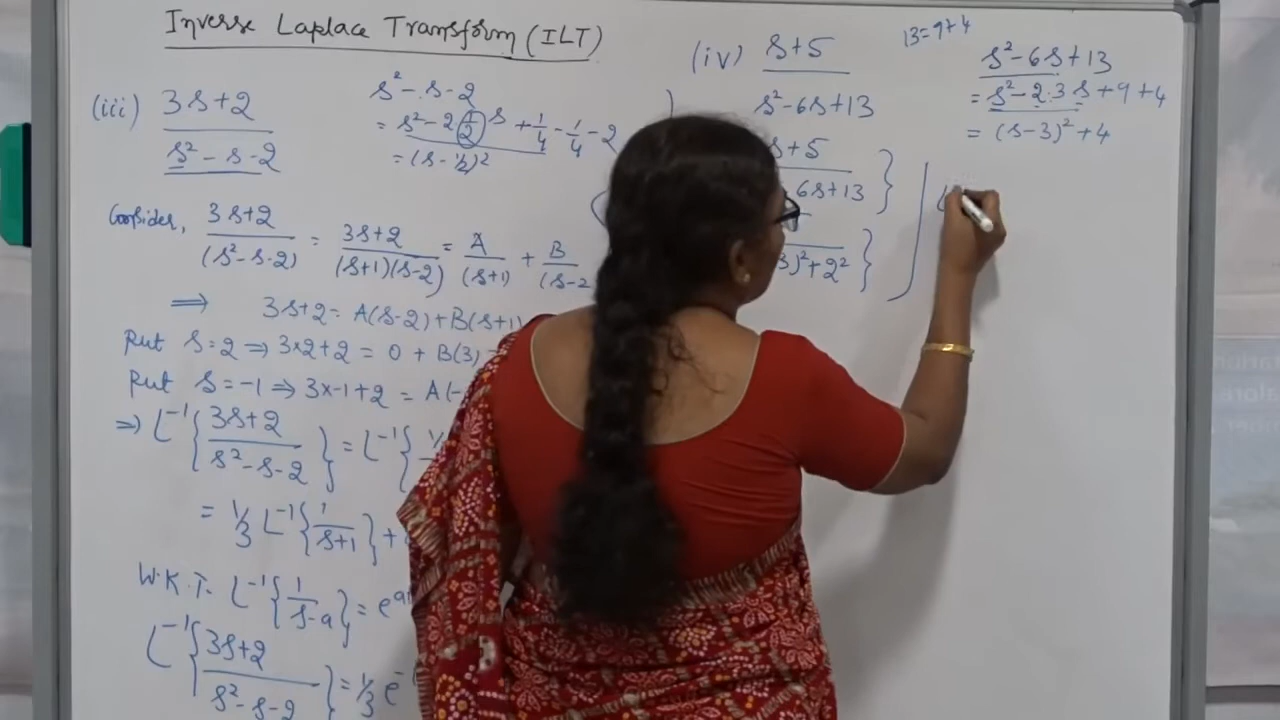 Inverse Laplace Transform (ILT)
(iii) 3s+2 / s²-s-2
s²-s-2
= s²-2(1/2)s+1/4-1/4-2
=(s-1/2)²
Consider, 3s+2/(s²-s-2) = 3s+2/(s+1)(s-2) = A/(s+1) + B/(s-2
⇒ 3s+2=A(s-2)+B(s+1)
Put s=2⇒3×2+2=0+B(3)
Put s=-1⇒3×-1+2=A(-
⇒ L⁻¹{3s+2/s²-s-2}=L⁻¹{
= 1/3 L⁻¹{1/s+1}+
W.K.T. L⁻¹{1/s-a}=e
L⁻¹{3s+2/s²-s-2}=1/3 e⁻
(iv) s+5 / s²-6s+13
s+5 / 6s+13}
3)²+2²}
13=9+4
s²-6s+13
= s²-2.3s+9+4
= (s-3)²+4